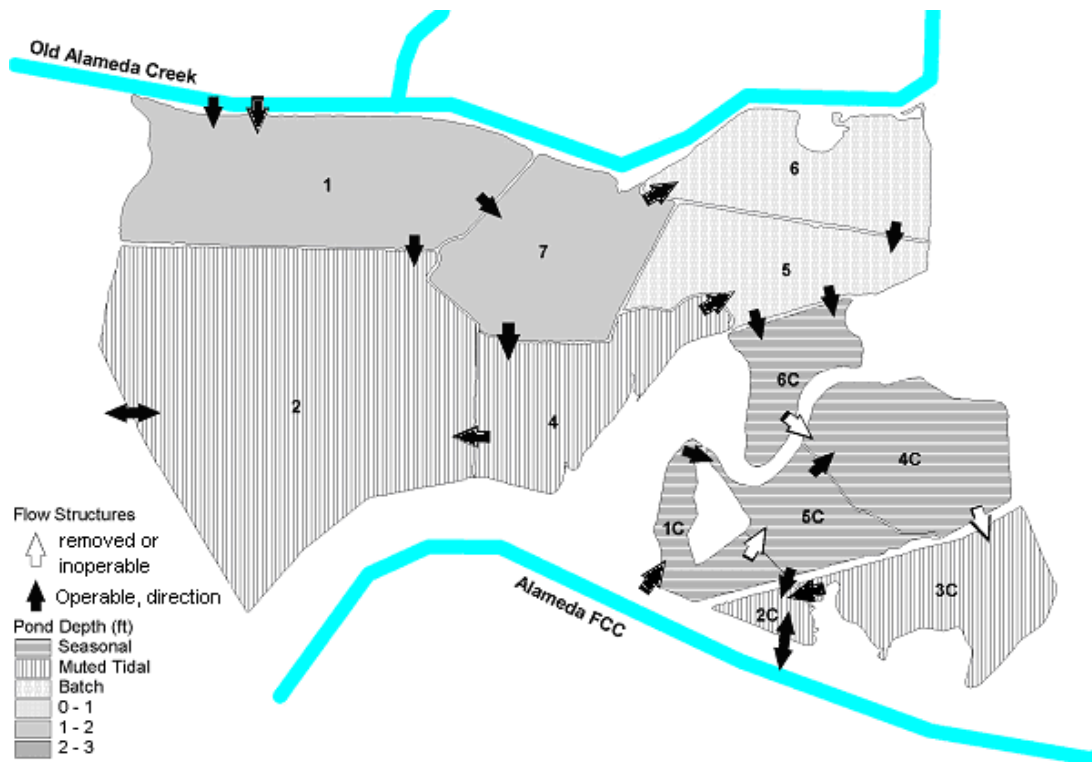 Old Alameda Creek
1
6
7
5
2
4
6C
4C
1C
5C
3C
2C
Alameda FCC
Flow Structures
removed or
inoperable
Operable, direction
Pond Depth (ft)
Seasonal
Muted Tidal
Batch
0 - 1
1 - 2
2 - 3